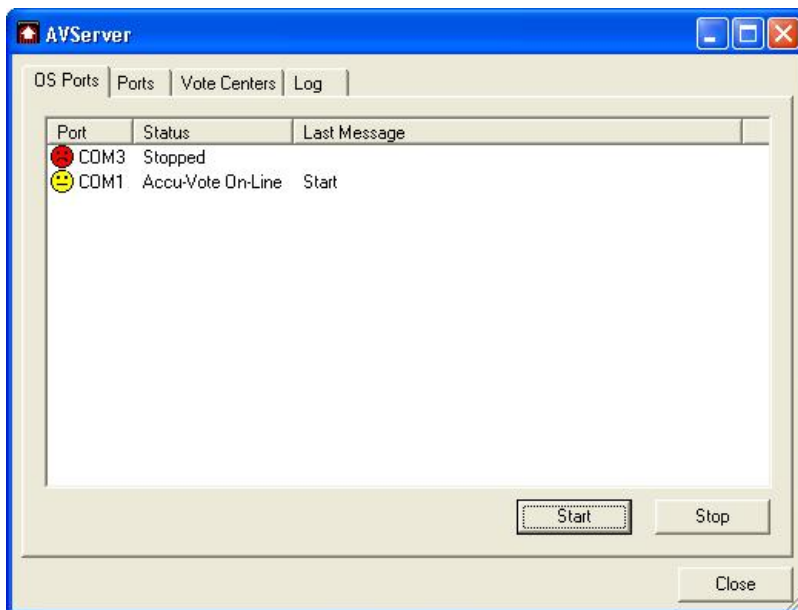 AVServer
OS Ports Ports Vote Centers Log
Port Status Last Message
COM3 Stopped
COM1 Accu-Vote On-Line Start
Start Stop
Close